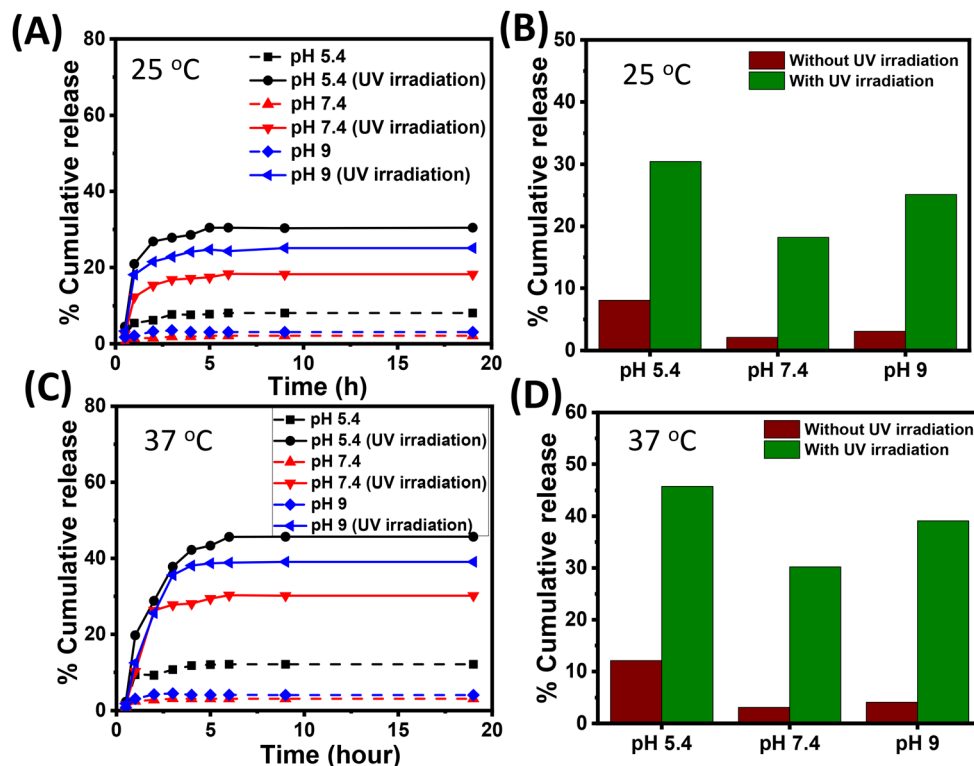 (A)
80
60
40
20
0
% Cumulative release
25 °C
pH 5.4
pH 5.4 (UV irradiation)
pH 7.4
pH 7.4 (UV irradiation)
pH 9
pH 9 (UV irradiation)
0 5 10 15 20
Time (h)
(B)
50
40
30
20
10
0
% Cumulative release
25 °C
Without UV irradiation
With UV irradiation
pH 5.4 pH 7.4 pH 9
(C)
80
60
40
20
0
% Cumulative release
37 °C
pH 5.4
pH 5.4 (UV irradiation)
pH 7.4
pH 7.4 (UV irradiation)
pH 9
pH 9 (UV irradiation)
0 5 10 15 20
Time (hour)
(D)
60
50
40
30
20
10
0
% Cumulative release
37 °C
Without UV irradiation
With UV irradiation
pH 5.4 pH 7.4 pH 9